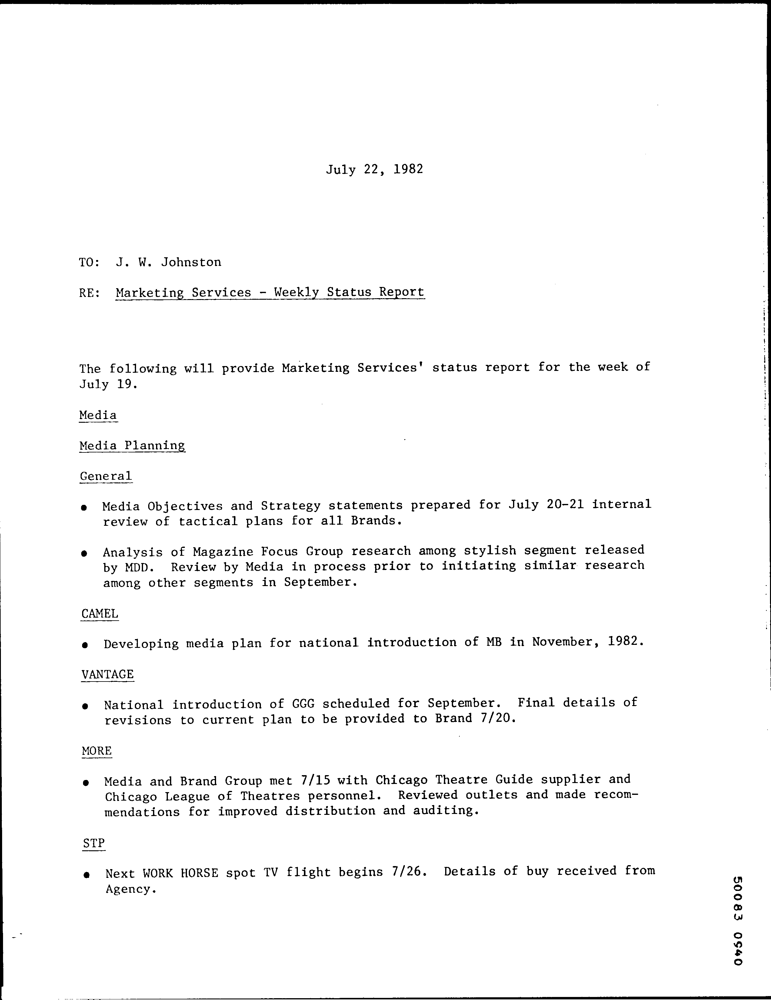 July 22, 1982
TO: J. W. Johnston
RE: Marketing Services - Weekly Status Report
The following will provide Marketing Services' status report for the week of
July 19.
Media
Media Planning
General
• Media Objectives and Strategy statements prepared for July 20-21 internal
review of tactical plans for all Brands.
• Analysis of Magazine Focus Group research among stylish segment released
by MDD. Review by Media in process prior to initiating similar research
among other segments in September.
CAMEL
• Developing media plan for national introduction of MB in November, 1982.
VANTAGE
• National introduction of GGG scheduled for September. Final details of
revisions to current plan to be provided to Brand 7/20.
MORE
• Media and Brand Group met 7/15 with Chicago Theatre Guide supplier and
Chicago League of Theatres personnel. Reviewed outlets and made recom-
mendations for improved distribution and auditing.
STP
• Next WORK HORSE spot TV flight begins 7/26. Details of buy received from
Agency.
50083 0940